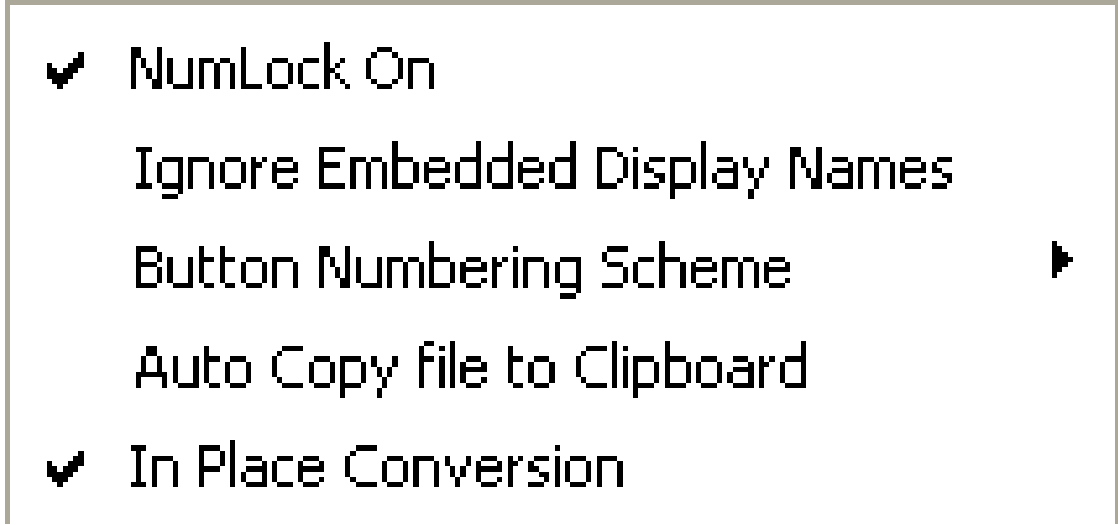 NumLock On
Ignore Embedded Display Names
Button Numbering Scheme
Auto Copy file to Clipboard
In Place Conversion